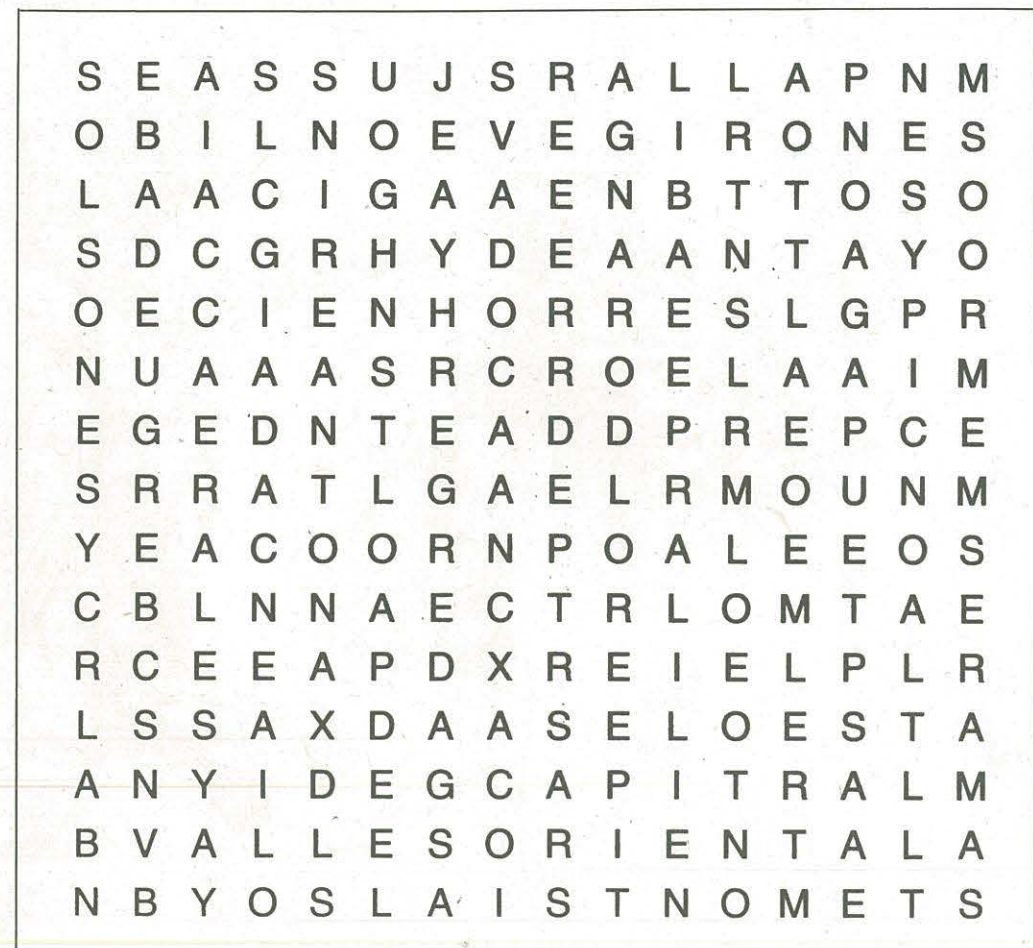 S E A S S U J S R A L L A P N M
O B I L N O E V E G I R O N E S
L A A C I G A A E N B T T O S O
S D C G R H Y D E A A N T A Y O
O E C I E N H O R R E S L G P R
N U A A A S R C R O E L A A I M
E G E D N T E A D D P R E P C E
S R R A T L G A E L R M O U N M
Y E A C O O R N P O A L E E O S
C B L N N A E C T R L O M T A E
R C E E A P D X R E I E L P L R
L S S A X D A A S E L O E S T A
A N Y I D E G C A P I T R A L M
B V A L L E S O R I E N T A L A
N B Y O S L A I S T N O M E T S